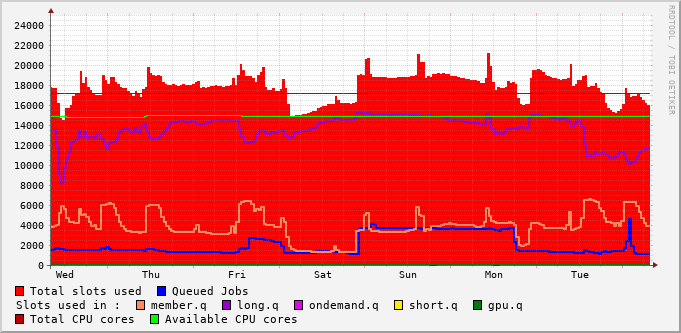 RRDTOOL / TOBI OETIKER
24000
22000
20000
18000
16000
14000
12000
10000
8000
6000
4000
2000
0
Wed Thu Fri Sat Sun Mon Tue
Total slots used Queued Jobs
Slots used in : member.q long.q ondemand.q short.q gpu.q
Total CPU cores Available CPU cores